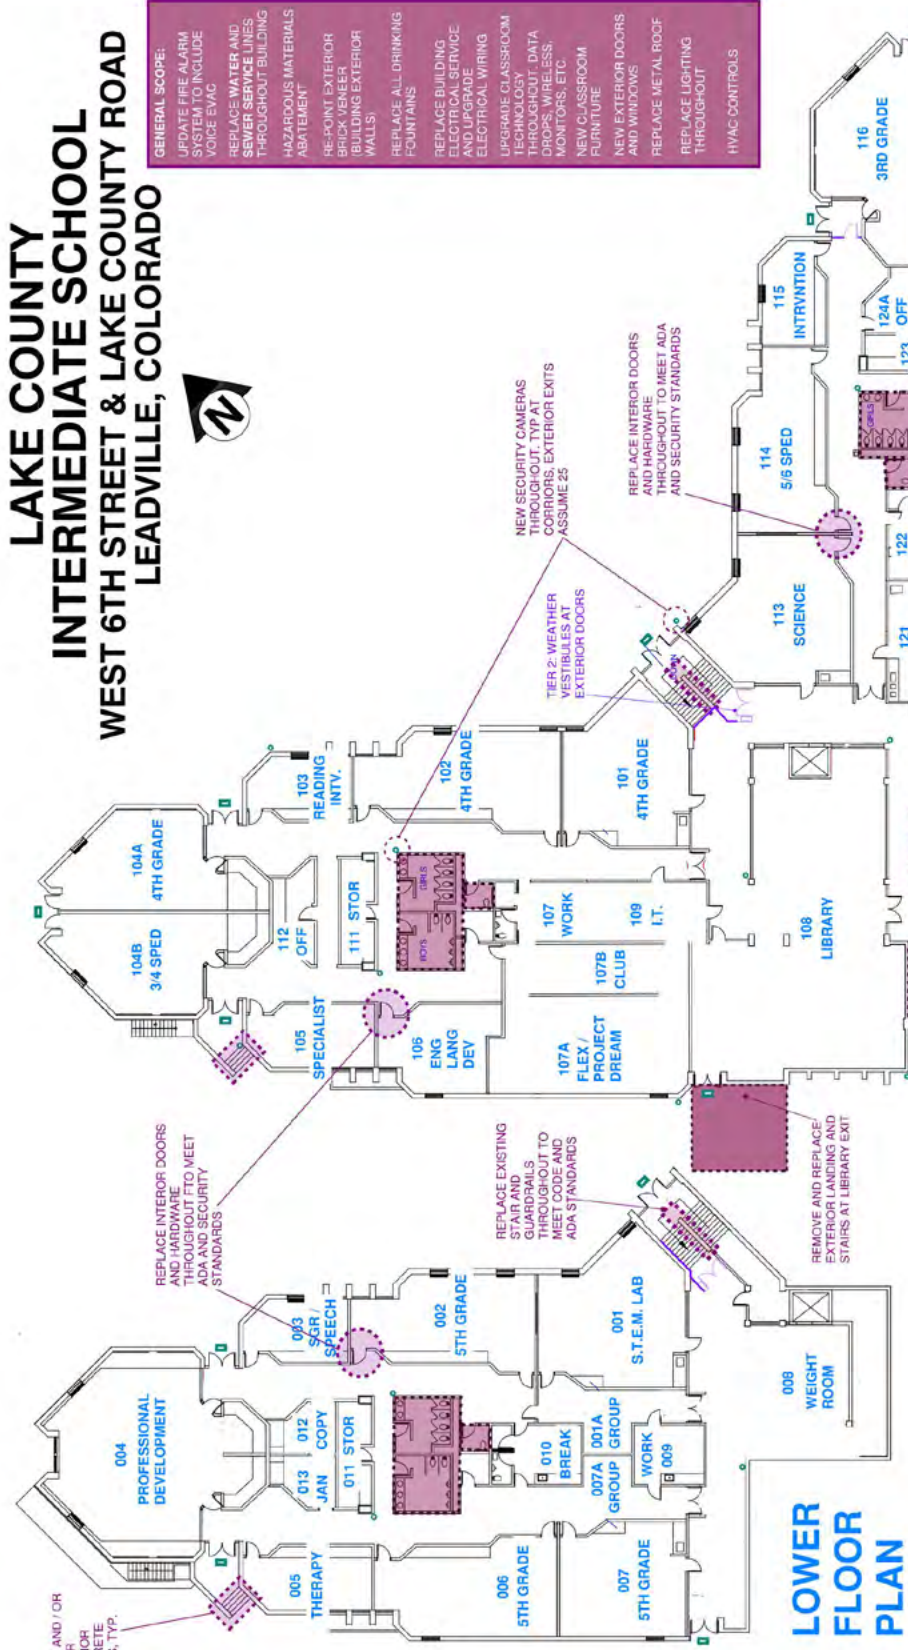 LAKE COUNTY
INTERMEDIATE SCHOOL
WEST 6TH STREET & LAKE COUNTY ROAD
LEADVILLE, COLORADO
N
GENERAL SCOPE:
UPDATE FIRE ALARM
SYSTEM TO INCLUDE
VOICE EVAC
REPLACE WATER AND
SEWER SERVICE LINES
THROUGHOUT BUILDING
HAZAROUS MATERIALS
ABATEMENT
RE-POINT EXTERIOR
BRICK VENEER
(BUILDING EXTERIOR
WALLS)
REPLACE ALL DRINKING
FOUNTAINS
REPLACE BUILDING
ELECTRICAL SERVICE
AND UPGRADE
ELECTRICAL WIRING
UPGRADE CLASSROOM
TECHNOLOGY
THROUGHOUT: DATA
DROPS, WIRELESS,
MONITORS, ETC.
NEW CLASSROOM
FURNITURE
NEW EXTERIOR DOORS
AND WINDOWS
REPLACE METAL ROOF
REPLACE LIGHTING
THROUGHOUT
HVAC CONTROLS
REPLACE INTERIOR DOORS
AND HARDWARE
THROUGHOUT FTO MEET
ADA AND SECURITY
STANDARDS
NEW SECURITY CAMERAS
THROUGHOUT, TYP AT
CORRIORS, EXTERIOR EXITS
ASSUME 25
TIER 2: WEATHER
VESTIBULES AT
EXTERIOR DOORS
REPLACE INTERIOR DOORS
AND HARDWARE
THROUGHOUT TO MEET ADA
AND SECURITY STANDARDS
REPLACE EXISTING
STAIR AND
GUARDRAILS
THROUGHOUT TO
MEET CODE AND
ADA STANDARDS
REMOVE AND REPLACE
EXTERIOR LANDING AND
STAIRS AT LIBRARY EXIT
AND / OR
TYP.
004
PROFESSIONAL
DEVELOPMENT
003
SGR /
SPEECH
002
5TH GRADE
001
S.T.E.M. LAB
012
COPY
013
JAN
011 STOR
010
BREAK
001A
GROUP
007A
GROUP
WORK
009
005
THERAPY
006
5TH GRADE
007
5TH GRADE
008
WEIGHT
ROOM
LOWER
FLOOR
PLAN
104A
4TH GRADE
104B
3/4 SPED
103
READING
INTV.
102
4TH GRADE
101
4TH GRADE
112
OFF
111 STOR
BOYS
GIRLS
107
WORK
109
I.T.
107B
CLUB
107A
FLEX /
PROJECT
DREAM
105
SPECIALIST
106
ENG
LANG
DEV
108
LIBRARY
DOWN
116
3RD GRADE
115
INTRVNTION
114
5/6 SPED
113
SCIENCE
124A
OFF
123
GIRLS
122
121